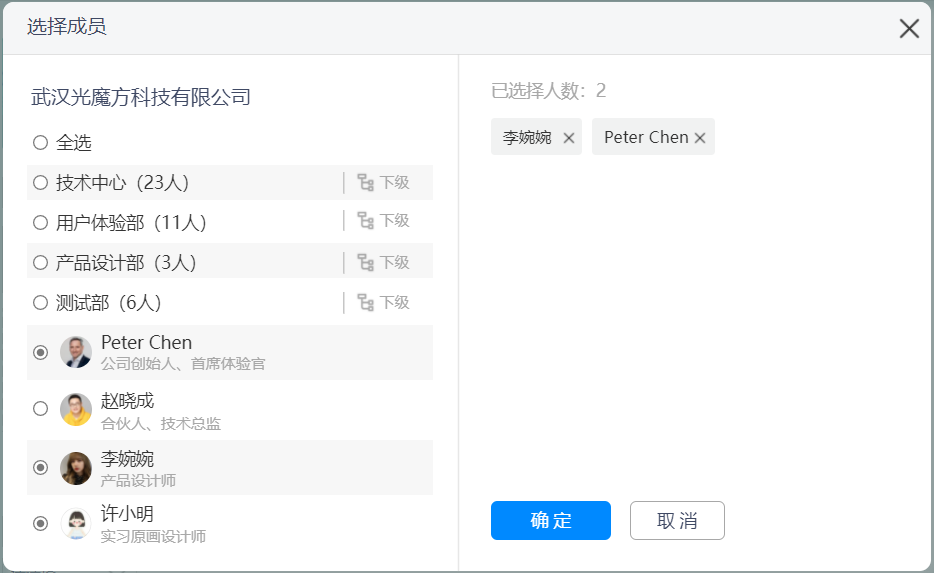 选择成员
武汉光魔方科技有限公司
全选
技术中心（23人） 下级
用户体验部（11人） 下级
产品设计部（3人） 下级
测试部（6人） 下级
Peter Chen
公司创始人、首席体验官
赵晓成
合伙人、技术总监
李婉婉
产品设计师
许小明
实习原画设计师
已选择人数：2
李婉婉 Peter Chen
确定 取消